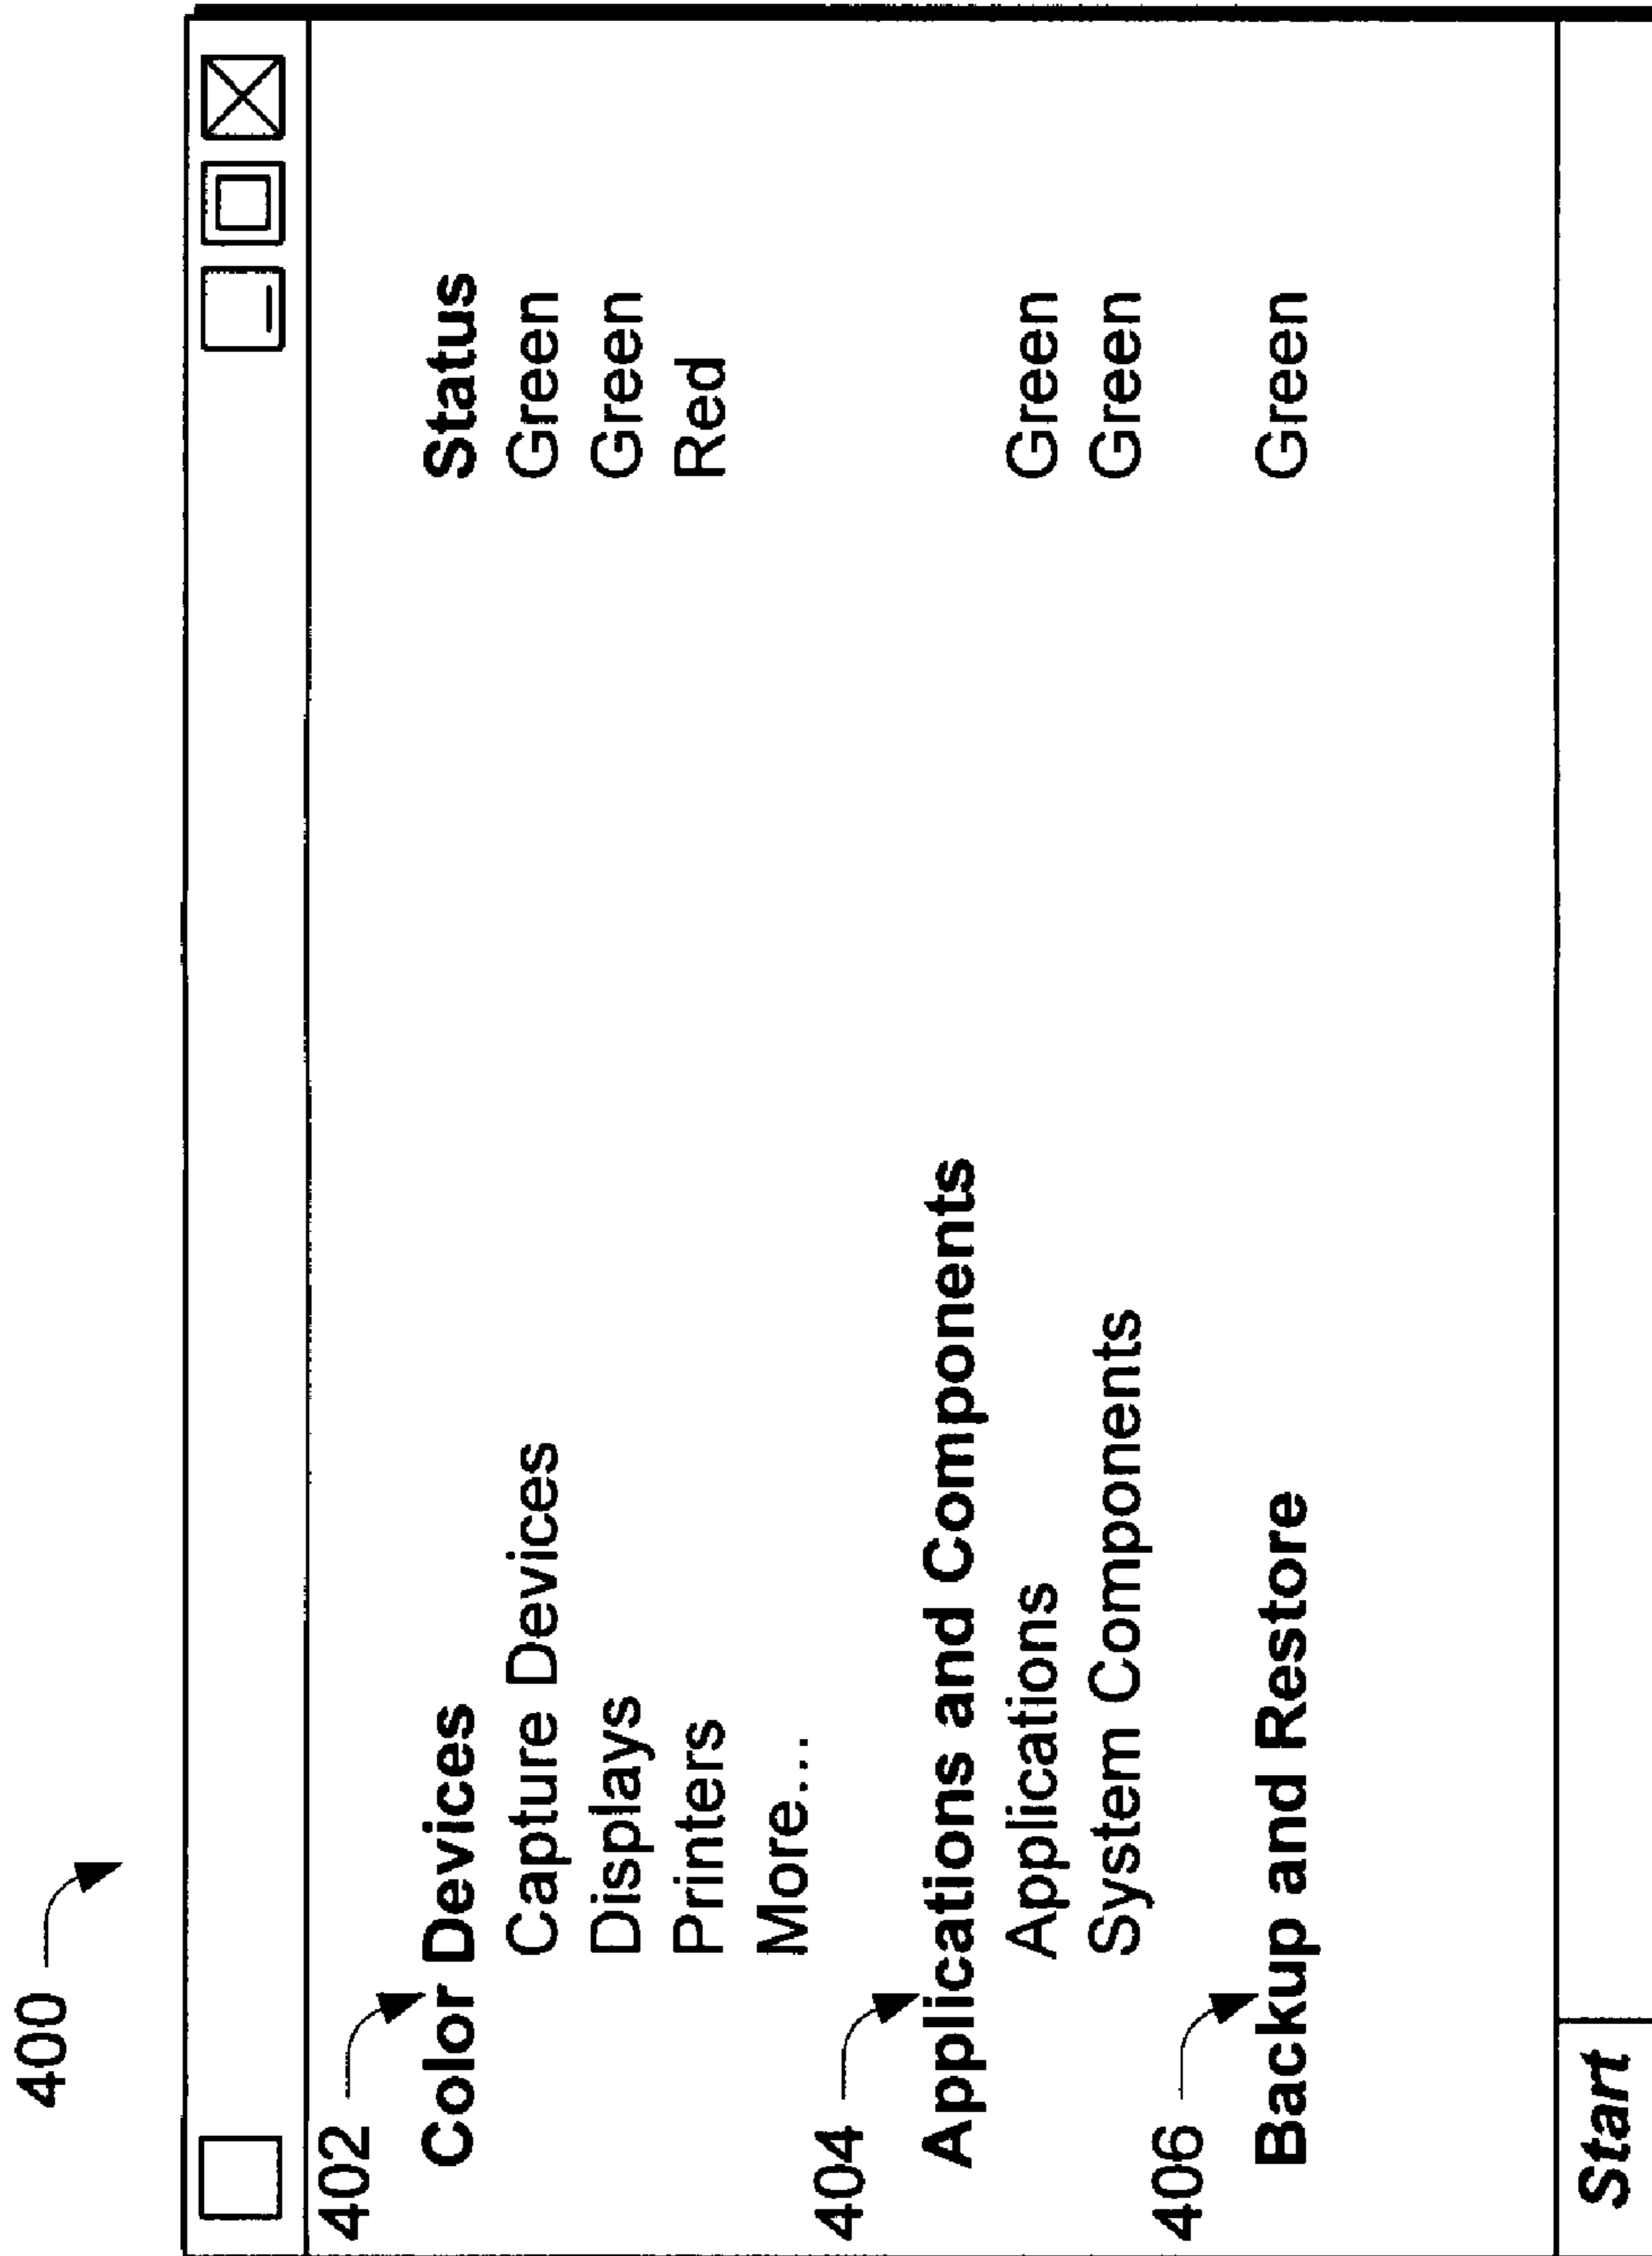 400
402
Color Devices Status
Capture Devices Green
Displays Green
Printers Red
More...
404
Applications and Components
Applications Green
System Components Green
406
Backup and Restore Green
Start